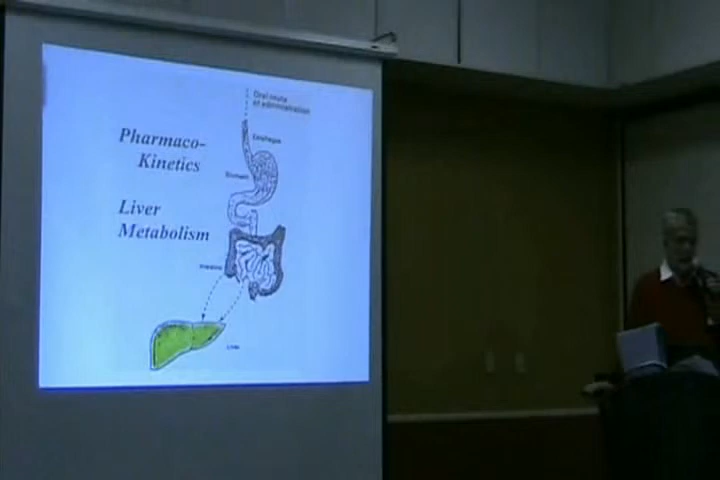 Oral route
of administration
Pharmaco-
Kinetics
Esophagus
Stomach
Liver
Metabolism
Intestine
Liver